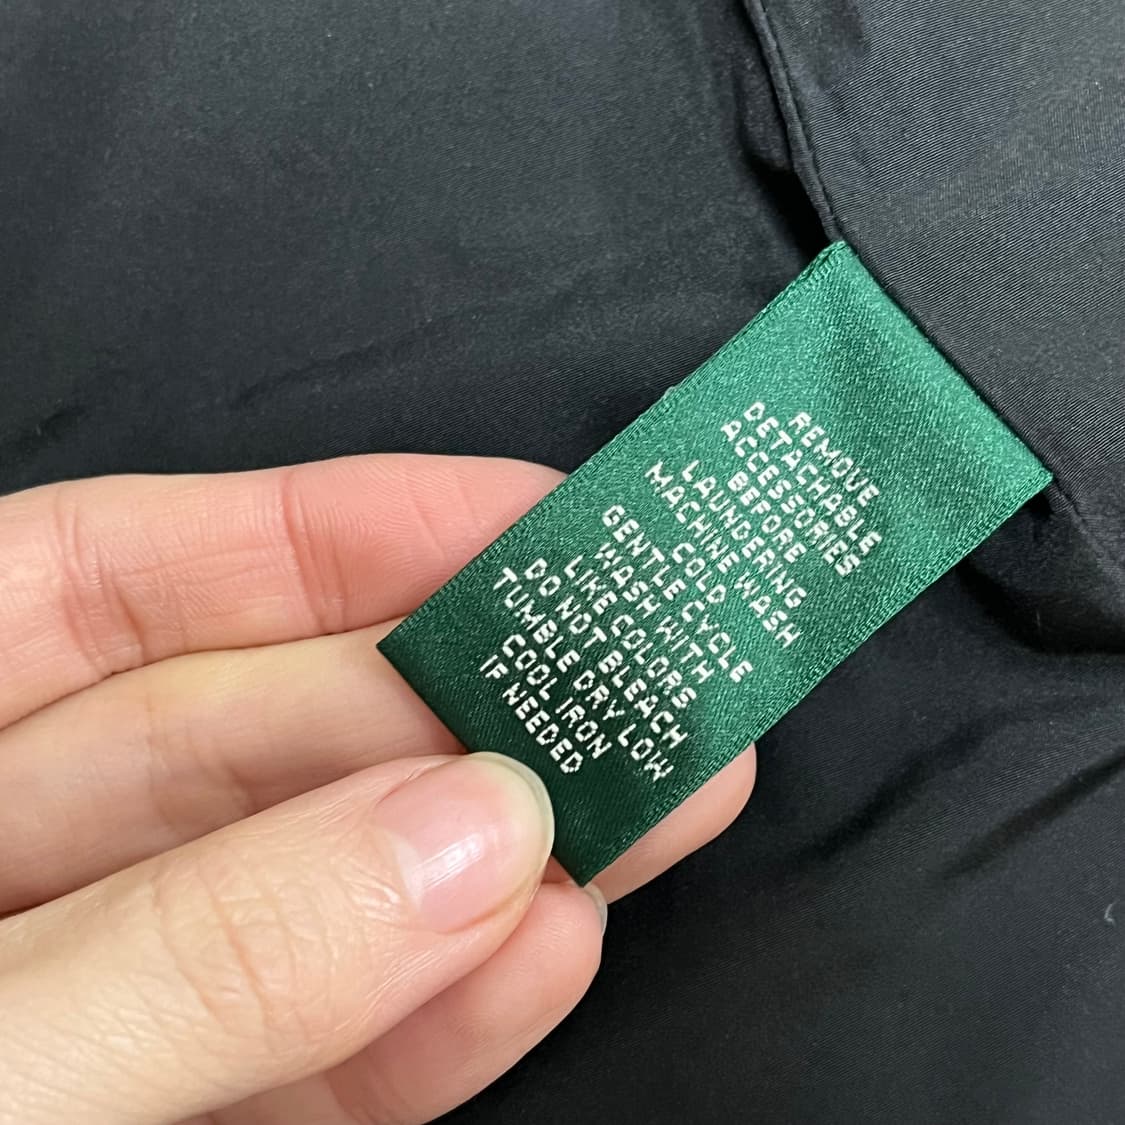 REMOVE
DETACHABLE
ACCESSORIES
BEFORE
LAUNDERING
MACHINE WASH
COLD
GENTLE CYCLE
WASH WITH
LIKE COLORS
DO NOT BLEACH
TUMBLE DRY LOW
COOL IRON
IF NEEDED